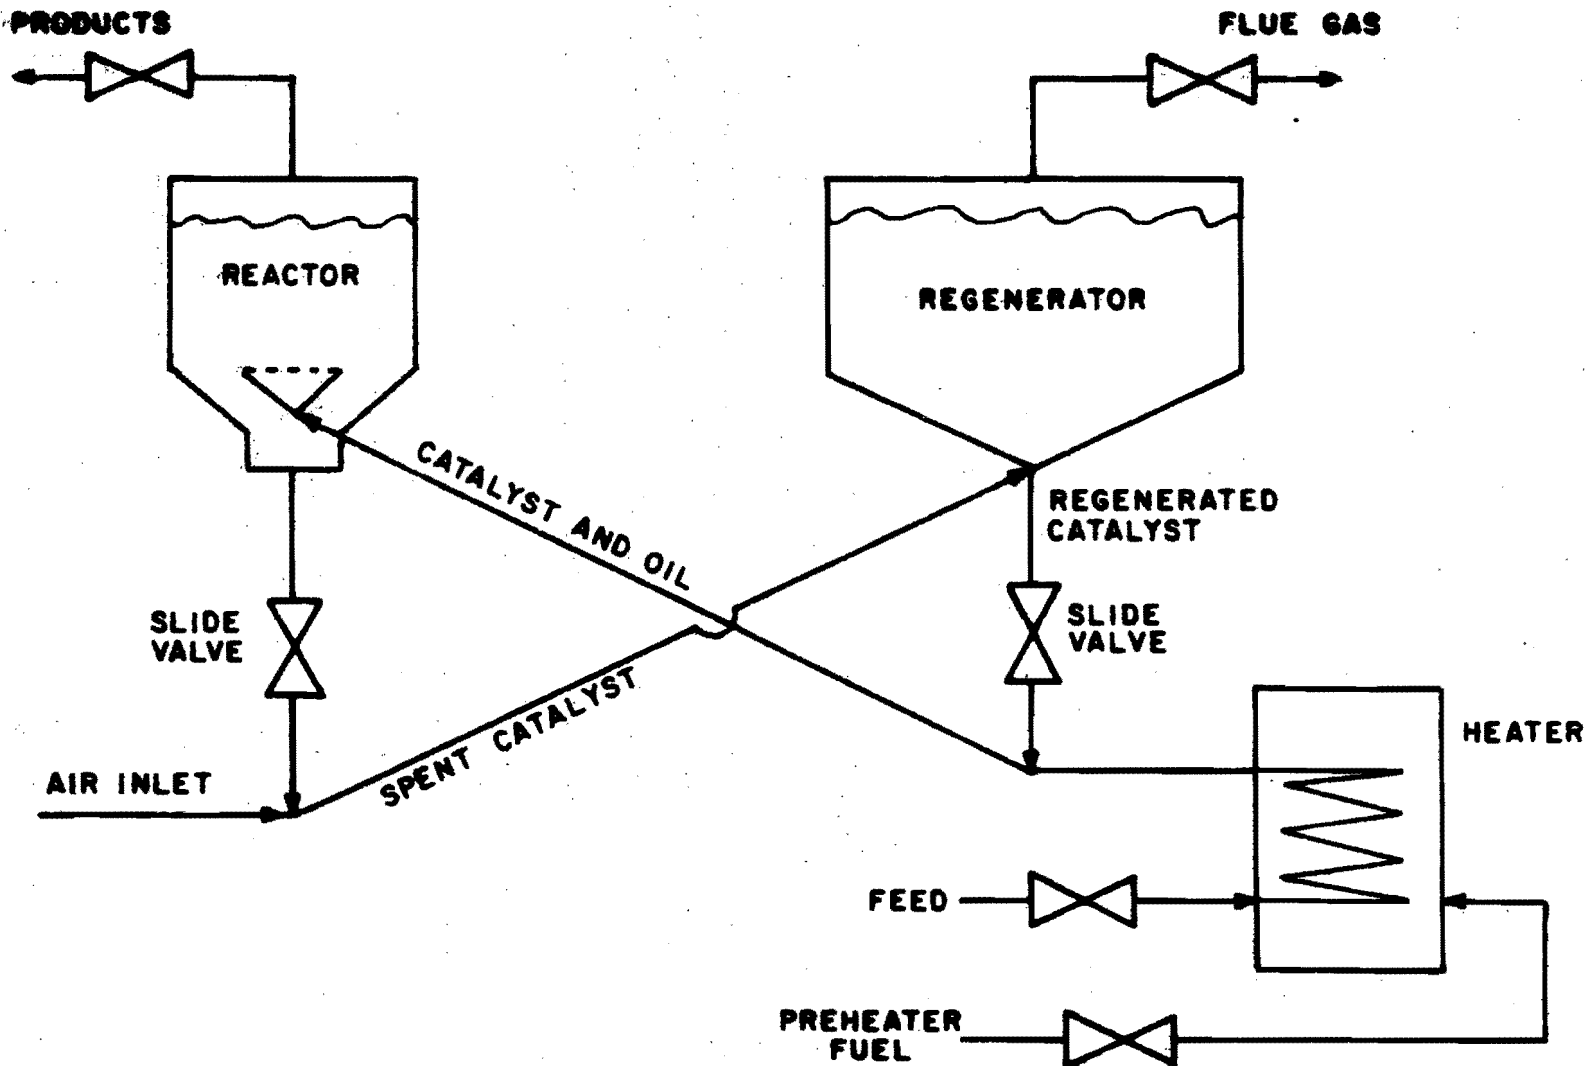 PRODUCTS
FLUE GAS
REACTOR
REGENERATOR
CATALYST AND OIL
REGENERATED
CATALYST
SLIDE
VALVE
SLIDE
VALVE
SPENT CATALYST
HEATER
AIR INLET
FEED
PREHEATER
FUEL